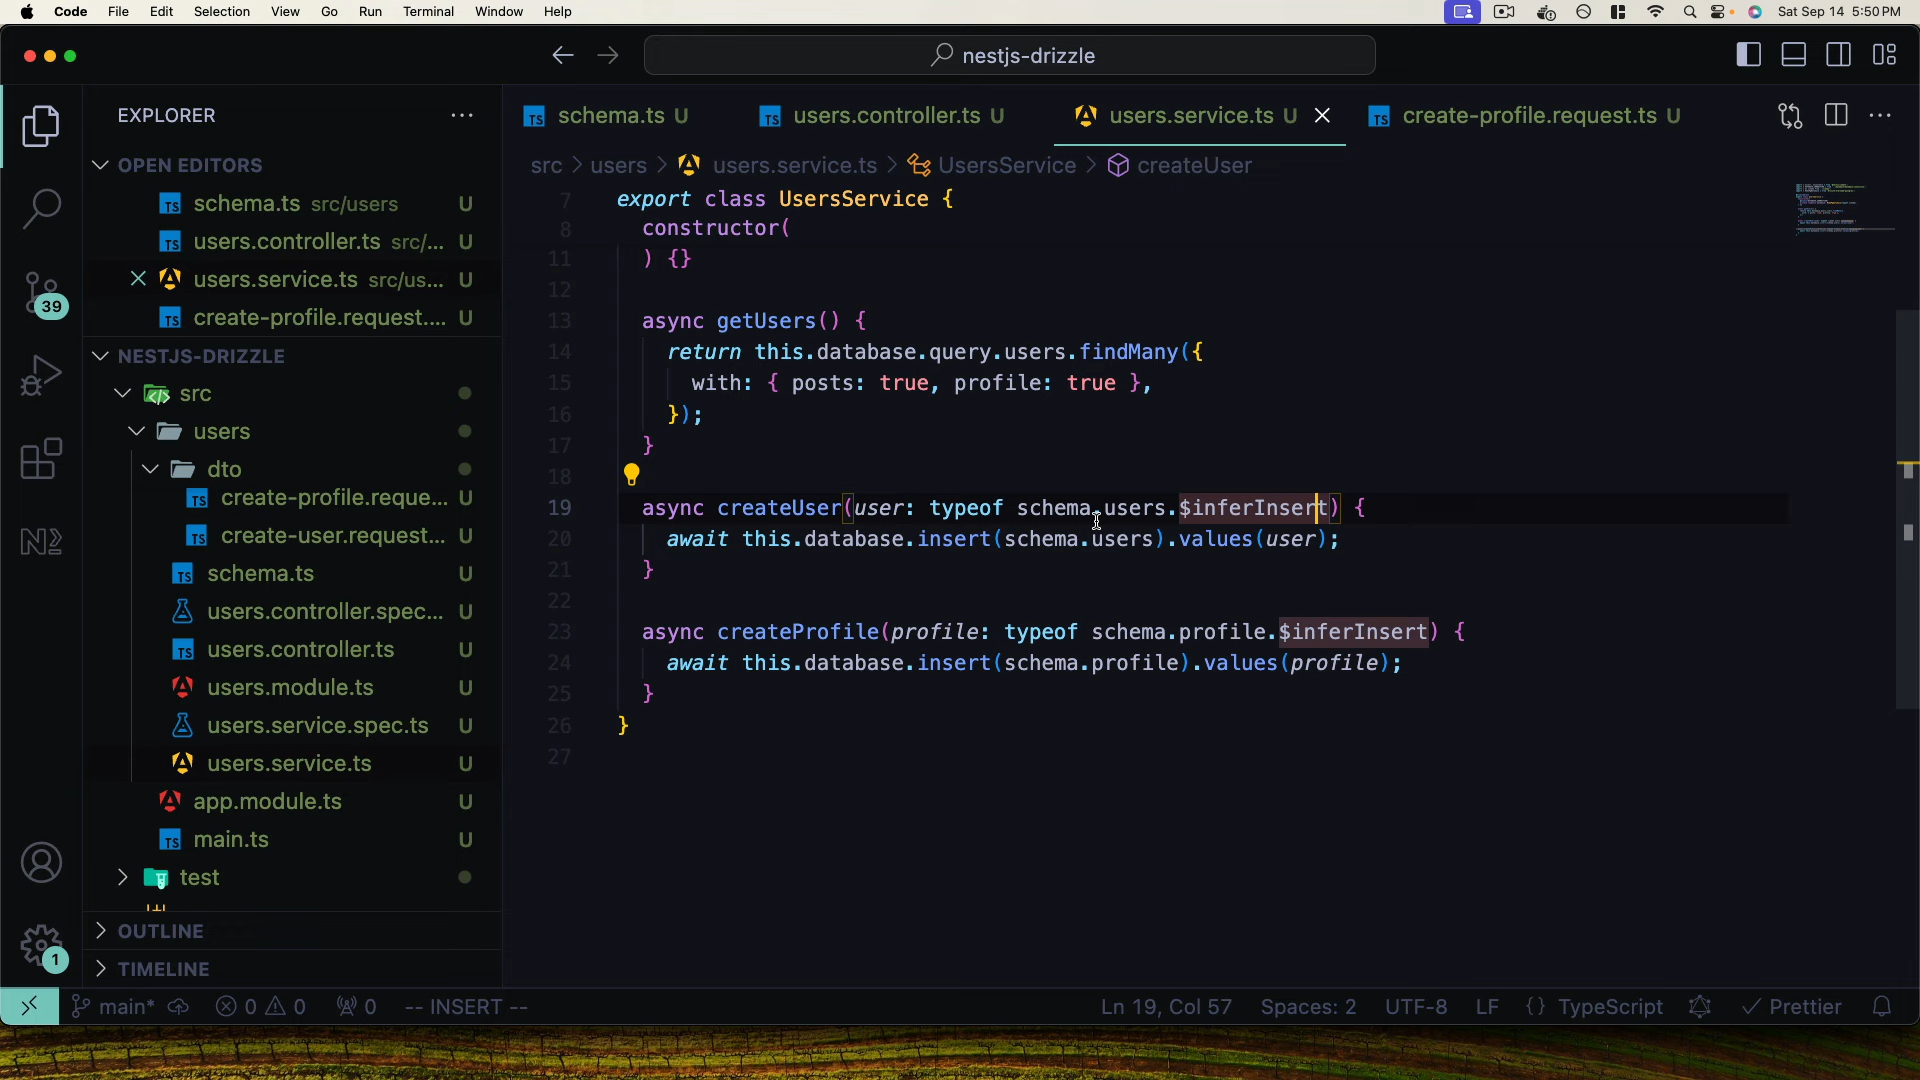 Code File Edit Selection View Go Run Terminal Window Help Sat Sep 14 5:50 PM
nestjs-drizzle
EXPLORER
schema.ts U
users.controller.ts U
users.service.ts U
create-profile.request.ts U
OPEN EDITORS
src > users > users.service.ts > UsersService > createUser
schema.ts src/users U
users.controller.ts src/... U
users.service.ts src/us... U
create-profile.request.... U
NESTJS-DRIZZLE
src
users
dto
create-profile.reque... U
create-user.request... U
schema.ts U
users.controller.spec... U
users.controller.ts U
users.module.ts U
users.service.spec.ts U
users.service.ts U
app.module.ts U
main.ts U
test
OUTLINE
TIMELINE
39
1
7 export class UsersService {
8 constructor(
11 ) {}
12
13 async getUsers() {
14 return this.database.query.users.findMany({
15 with: { posts: true, profile: true },
16 });
17 }
18
19 async createUser(user: typeof schema.users.$inferInsert) {
20 await this.database.insert(schema.users).values(user);
21 }
22
23 async createProfile(profile: typeof schema.profile.$inferInsert) {
24 await this.database.insert(schema.profile).values(profile);
25 }
26 }
27
main* 0 0 0 -- INSERT -- Ln 19, Col 57 Spaces: 2 UTF-8 LF {} TypeScript Prettier